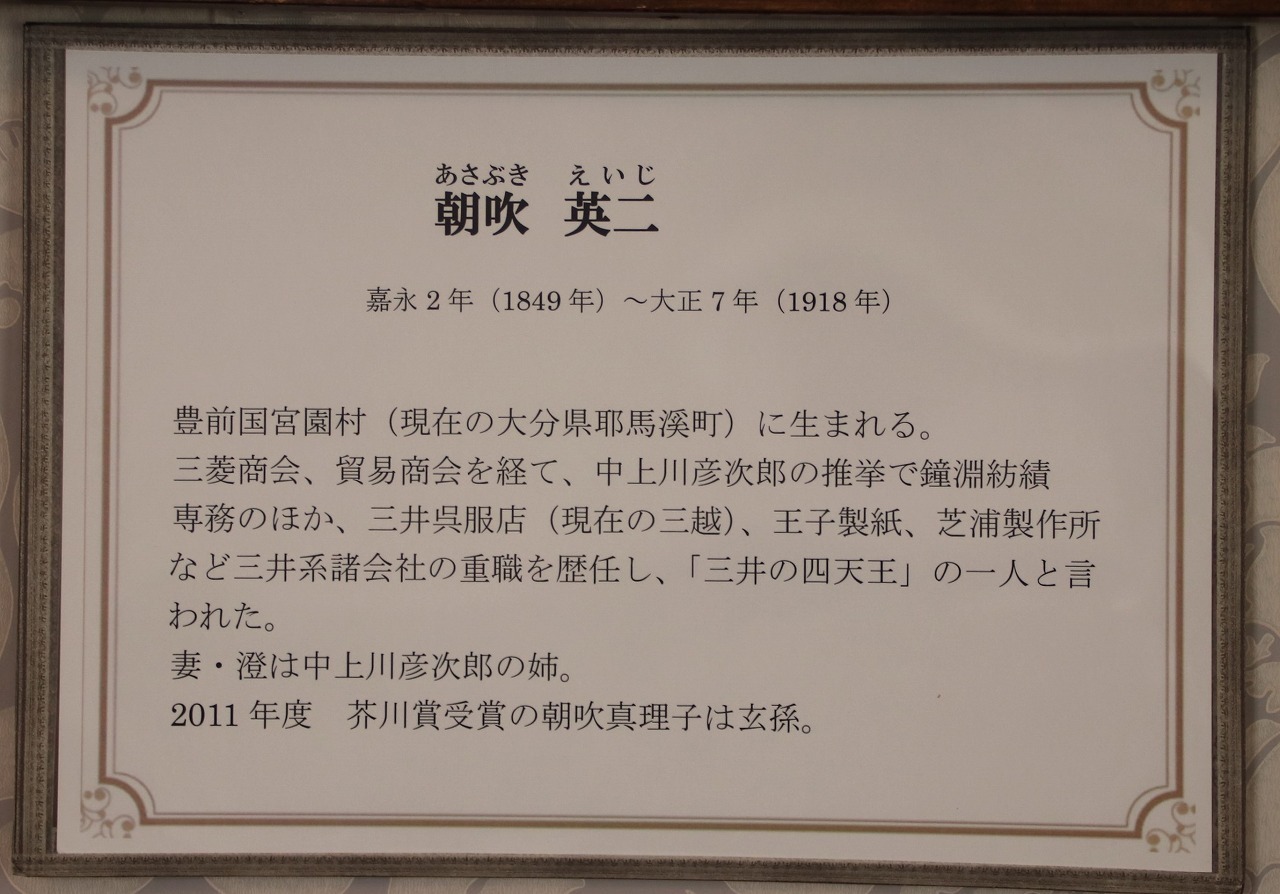 あさぶき えいじ
朝吹 英二
嘉永2年（1849年）～大正7年（1918年）
豊前国宮園村（現在の大分県耶馬溪町）に生まれる。
三菱商会、貿易商会を経て、中上川彦次郎の推挙で鐘淵紡績
専務のほか、三井呉服店（現在の三越）、王子製紙、芝浦製作所
など三井系諸会社の重職を歴任し、「三井の四天王」の一人と言
われた。
妻・澄は中上川彦次郎の姉。
2011年度　芥川賞受賞の朝吹真理子は玄孫。